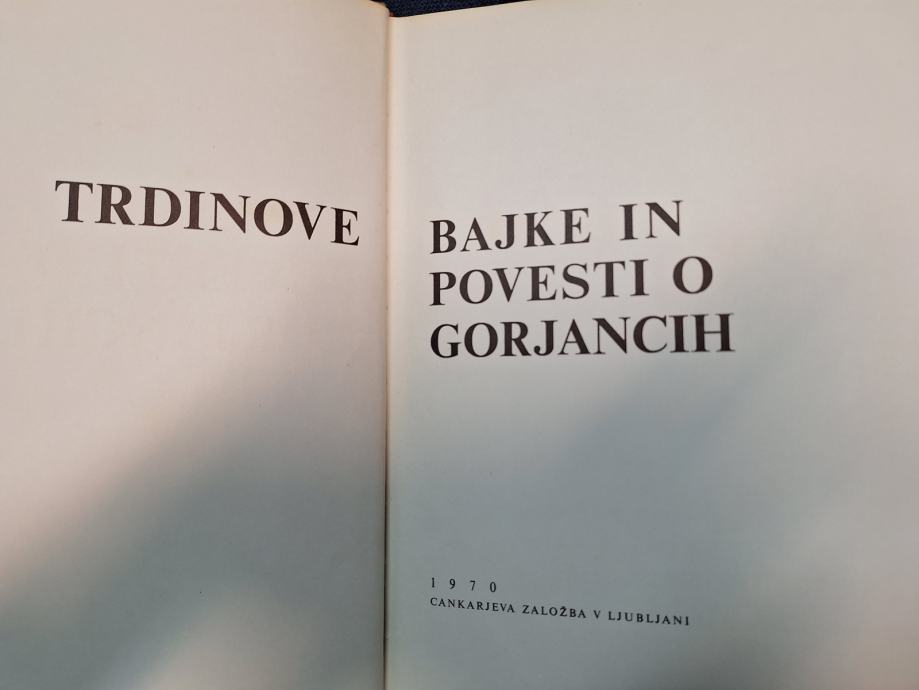 TRDINOVE
BAJKE IN
POVESTI O
GORJANCIH
1970
CANKARJEVA ZALOŽBA V LJUBLJANI